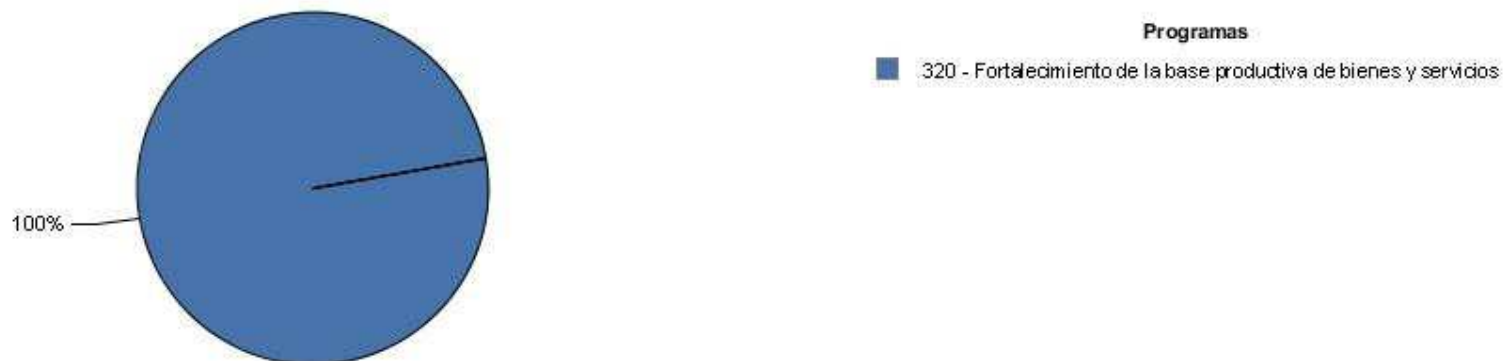 Programas
320 - Fortalecimiento de la base productiva de bienes y servicios
100%